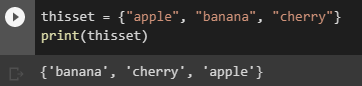 thisset = {"apple", "banana", "cherry"}
print(thisset)
{'banana', 'cherry', 'apple'}